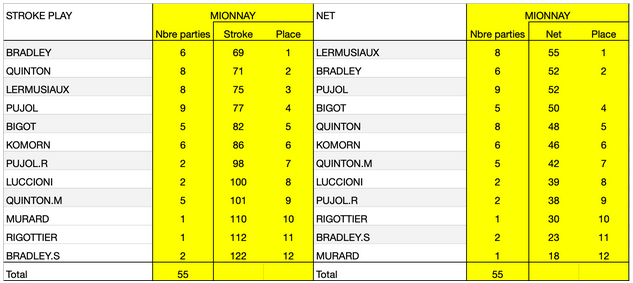 STROKE PLAY MIONNAY NET MIONNAY
Nbre parties Stroke Place Nbre parties Net Place
BRADLEY 6 69 1 LERMUSIAUX 8 55 1
QUINTON 8 71 2 BRADLEY 6 52 2
LERMUSIAUX 8 75 3 PUJOL 9 52
PUJOL 9 77 4 BIGOT 5 50 4
BIGOT 5 82 5 QUINTON 8 48 5
KOMORN 6 86 6 KOMORN 6 46 6
PUJOL.R 2 98 7 QUINTON.M 5 42 7
LUCCIONI 2 100 8 LUCCIONI 2 39 8
QUINTON.M 5 101 9 PUJOL.R 2 38 9
MURARD 1 110 10 RIGOTTIER 1 30 10
RIGOTTIER 1 112 11 BRADLEY.S 2 23 11
BRADLEY.S 2 122 12 MURARD 1 18 12
Total 55 Total 55